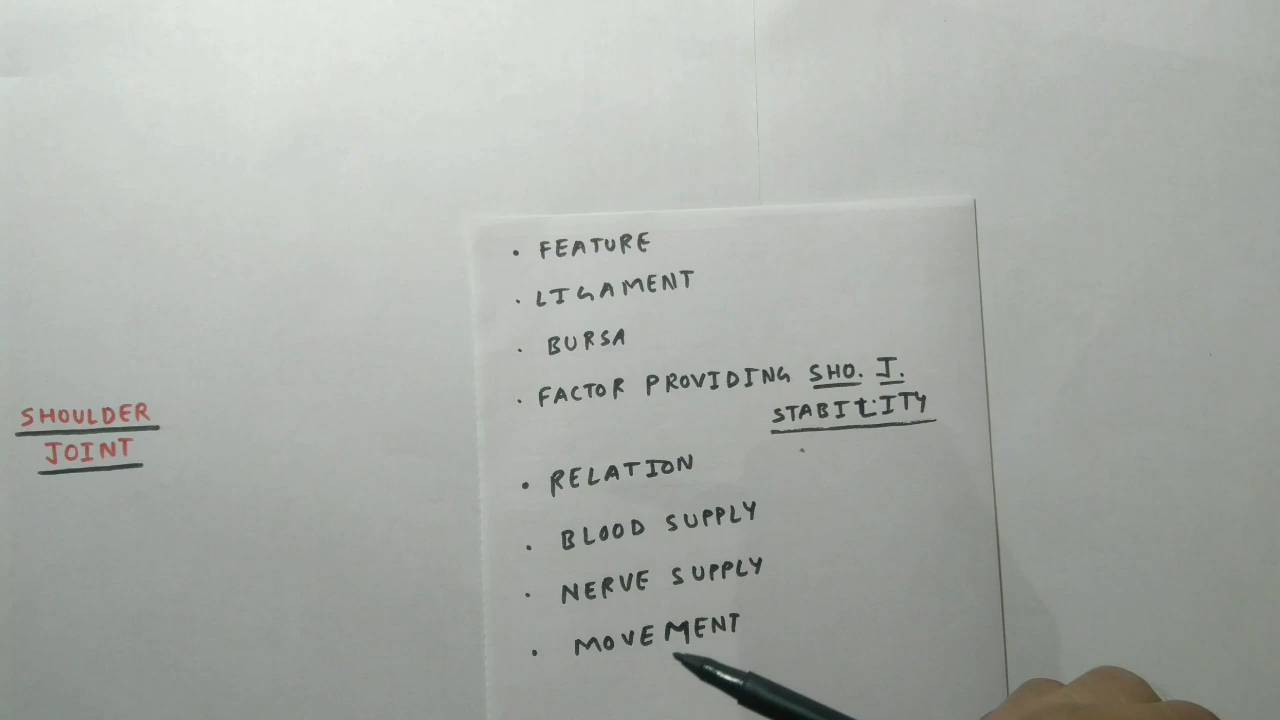 SHOULDER
JOINT
• FEATURE
• LIGAMENT
• BURSA
• FACTOR PROVIDING SHO. J.
STABILITY
• RELATION
• BLOOD SUPPLY
• NERVE SUPPLY
• MOVEMENT